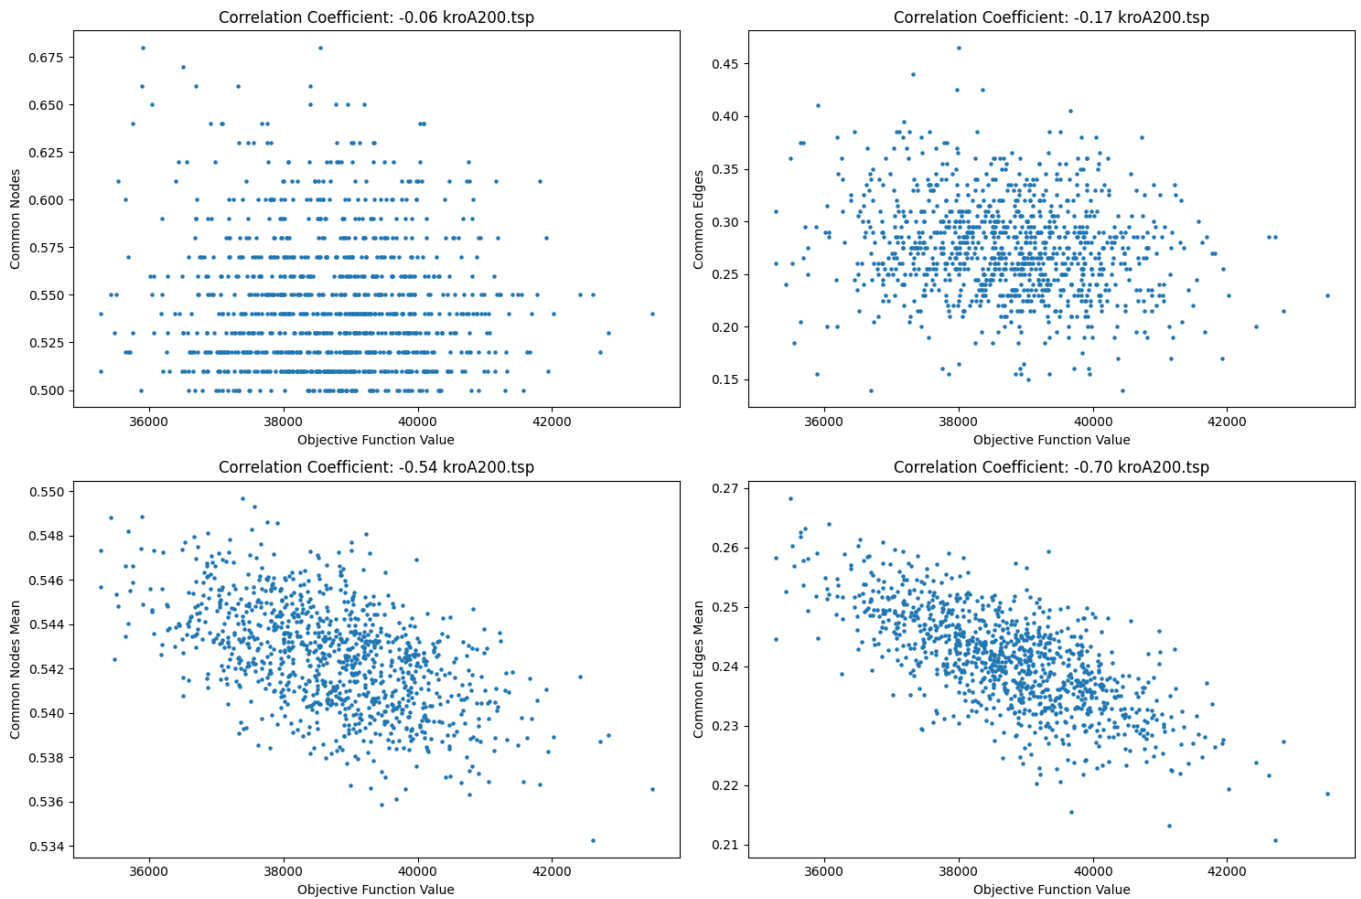 Correlation Coefficient: -0.06 kroA200.tsp
Common Nodes
0.675
0.650
0.625
0.600
0.575
0.550
0.525
0.500
36000 38000 40000 42000
Objective Function Value
Correlation Coefficient: -0.17 kroA200.tsp
Common Edges
0.45
0.40
0.35
0.30
0.25
0.20
0.15
36000 38000 40000 42000
Objective Function Value
Correlation Coefficient: -0.54 kroA200.tsp
Common Nodes Mean
0.550
0.548
0.546
0.544
0.542
0.540
0.538
0.536
0.534
36000 38000 40000 42000
Objective Function Value
Correlation Coefficient: -0.70 kroA200.tsp
Common Edges Mean
0.27
0.26
0.25
0.24
0.23
0.22
0.21
36000 38000 40000 42000
Objective Function Value